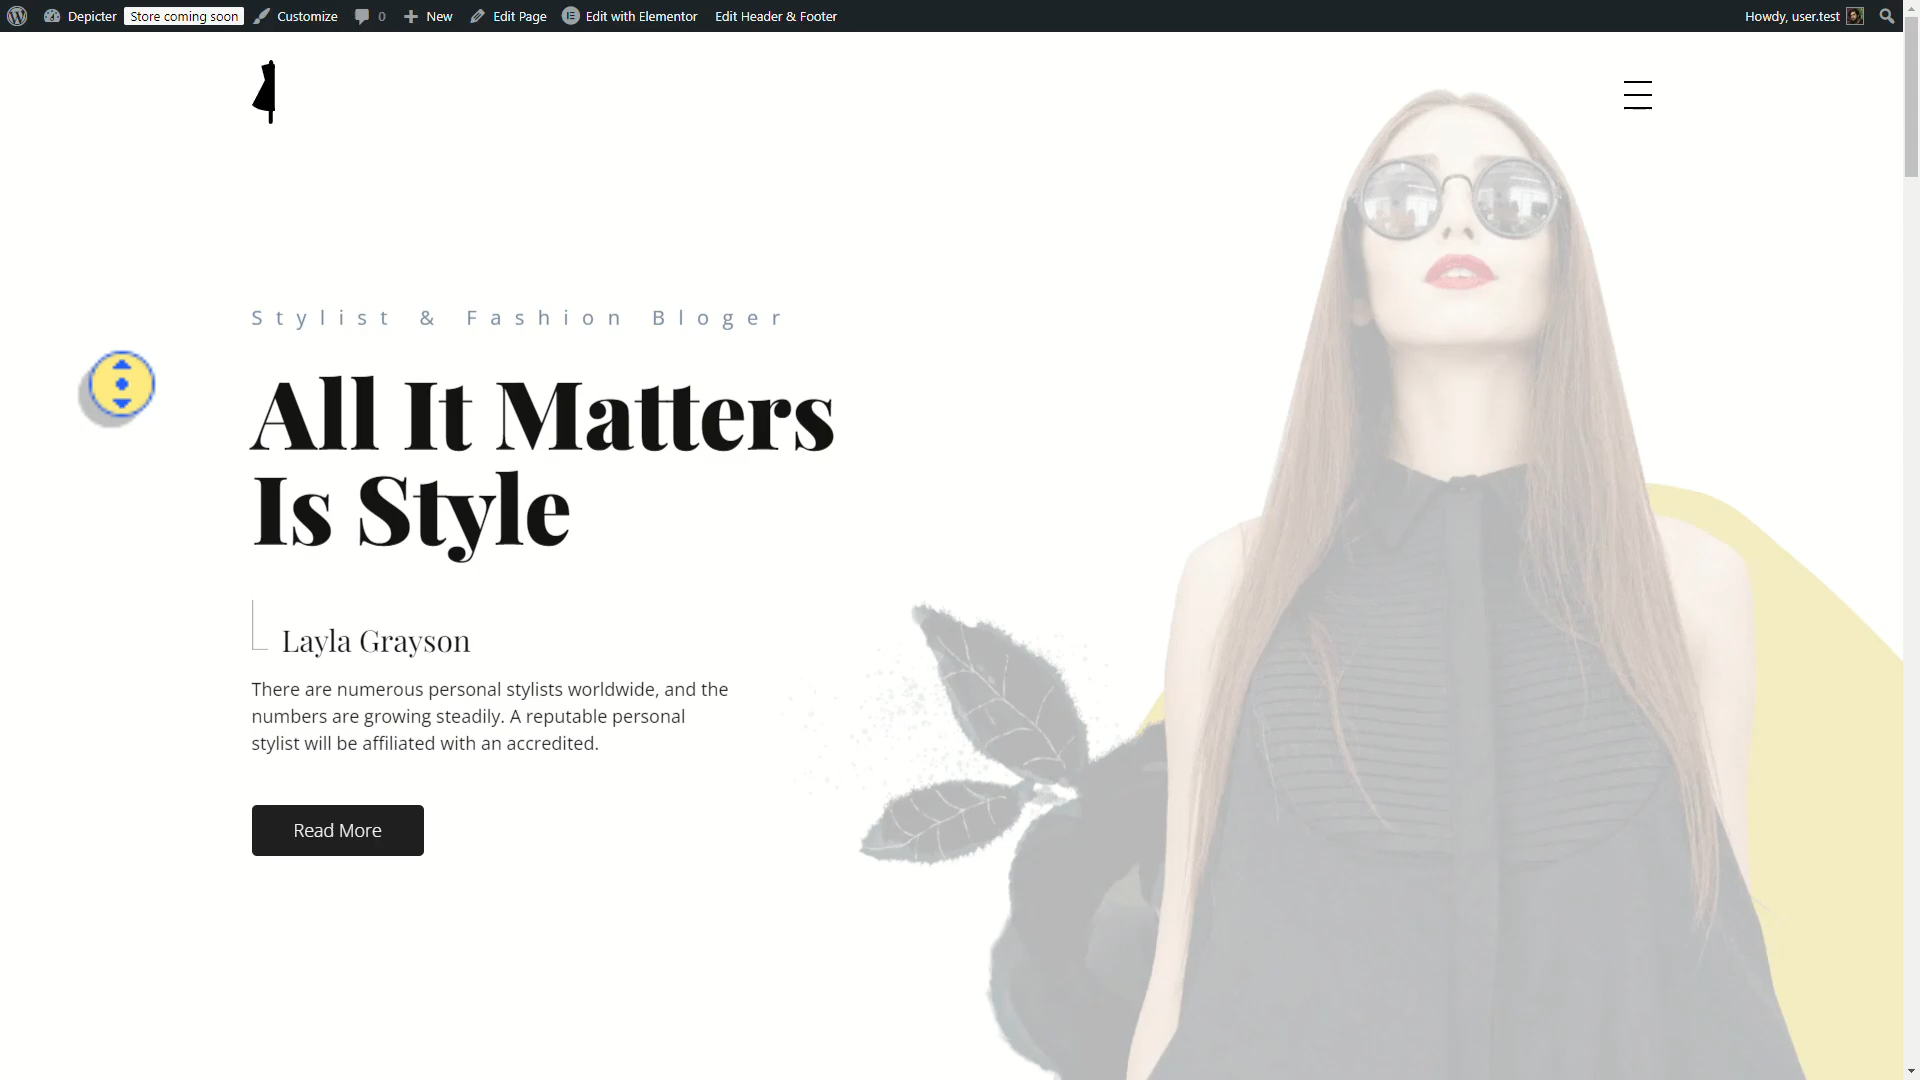 Depicter Store coming soon Customize 0 New Edit Page Edit with Elementor Edit Header & Footer Howdy, user.test
Stylist & Fashion Bloger
All It Matters
Is Style
Layla Grayson
There are numerous personal stylists worldwide, and the
numbers are growing steadily. A reputable personal
stylist will be affiliated with an accredited.
Read More